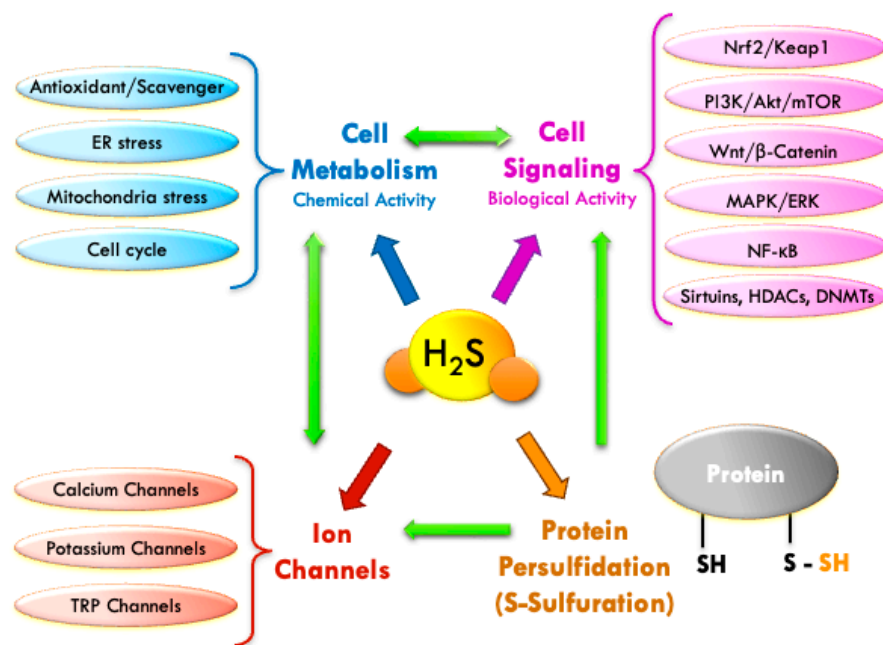 Antioxidant/Scavenger
ER stress
Mitochondria stress
Cell cycle
Cell
Metabolism
Chemical Activity
Cell
Signaling
Biological Activity
Nrf2/Keap1
PI3K/Akt/mTOR
Wnt/β-Catenin
MAPK/ERK
NF-κB
Sirtuins, HDACs, DNMTs
H₂S
Calcium Channels
Potassium Channels
TRP Channels
Ion
Channels
Protein
Persulfidation
(S-Sulfuration)
Protein
SH
S - SH